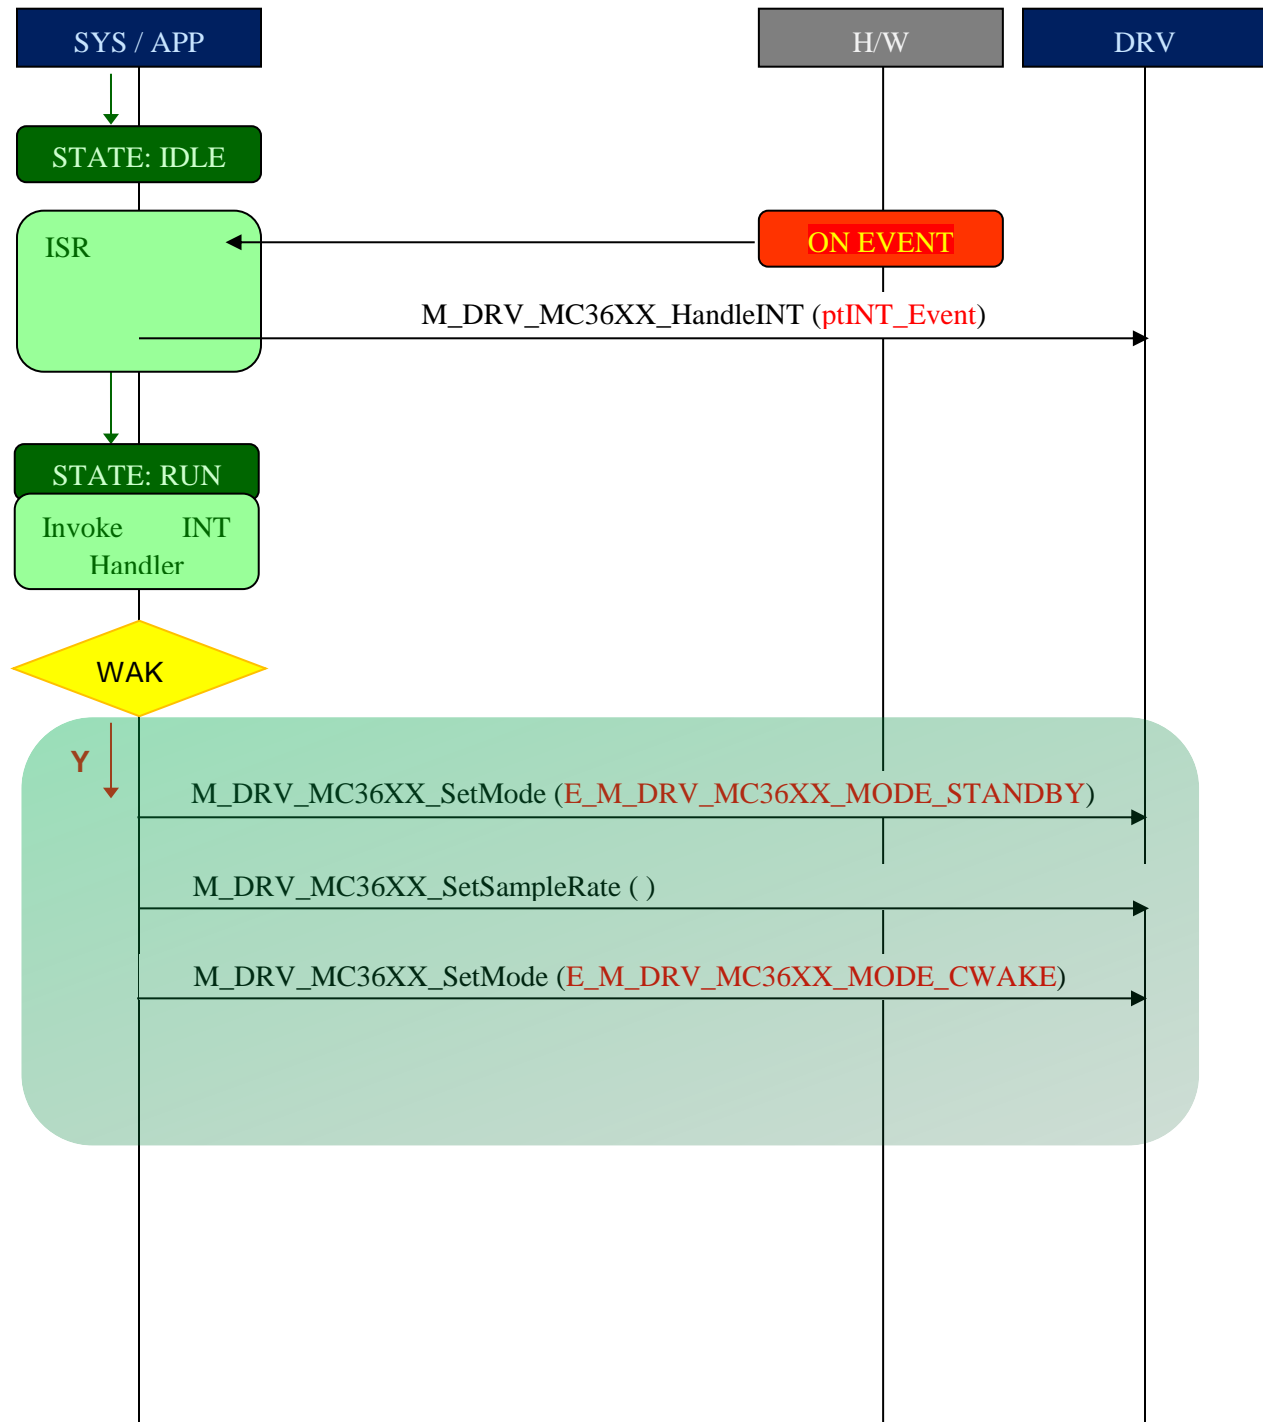 SYS / APP
H/W
DRV
STATE: IDLE
ISR
ON EVENT
M_DRV_MC36XX_HandleINT (ptINT_Event)
STATE: RUN
Invoke INT
Handler
WAK
Y
M_DRV_MC36XX_SetMode (E_M_DRV_MC36XX_MODE_STANDBY)
M_DRV_MC36XX_SetSampleRate ( )
M_DRV_MC36XX_SetMode (E_M_DRV_MC36XX_MODE_CWAKE)